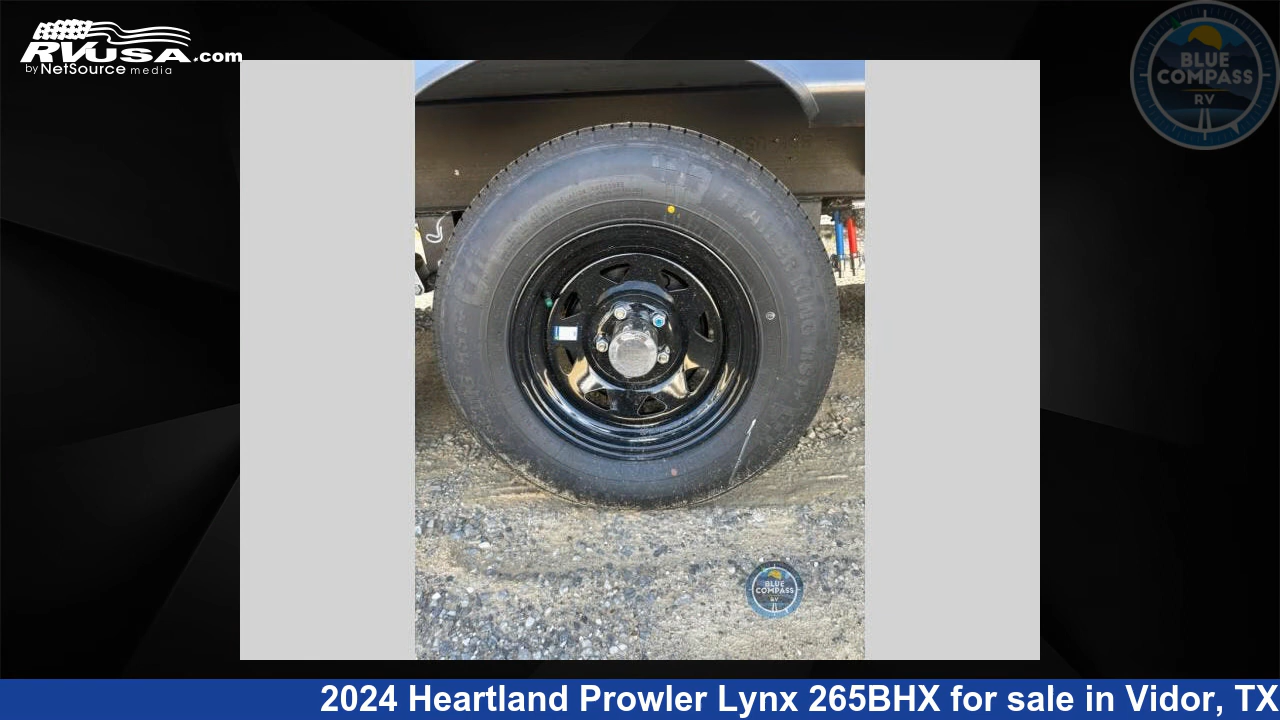 RVUSA.com
by NetSource media
BLUE
COMPASS
RV
BLUE
COMPASS
RV
2024 Heartland Prowler Lynx 265BHX for sale in Vidor, TX